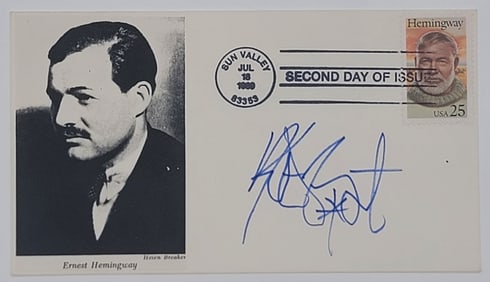 Hemingway
SUN VALLEY
JUL
18
1989
83353
SECOND DAY OF ISSUE
USA 25
Helen Breaker
Ernest Hemingway